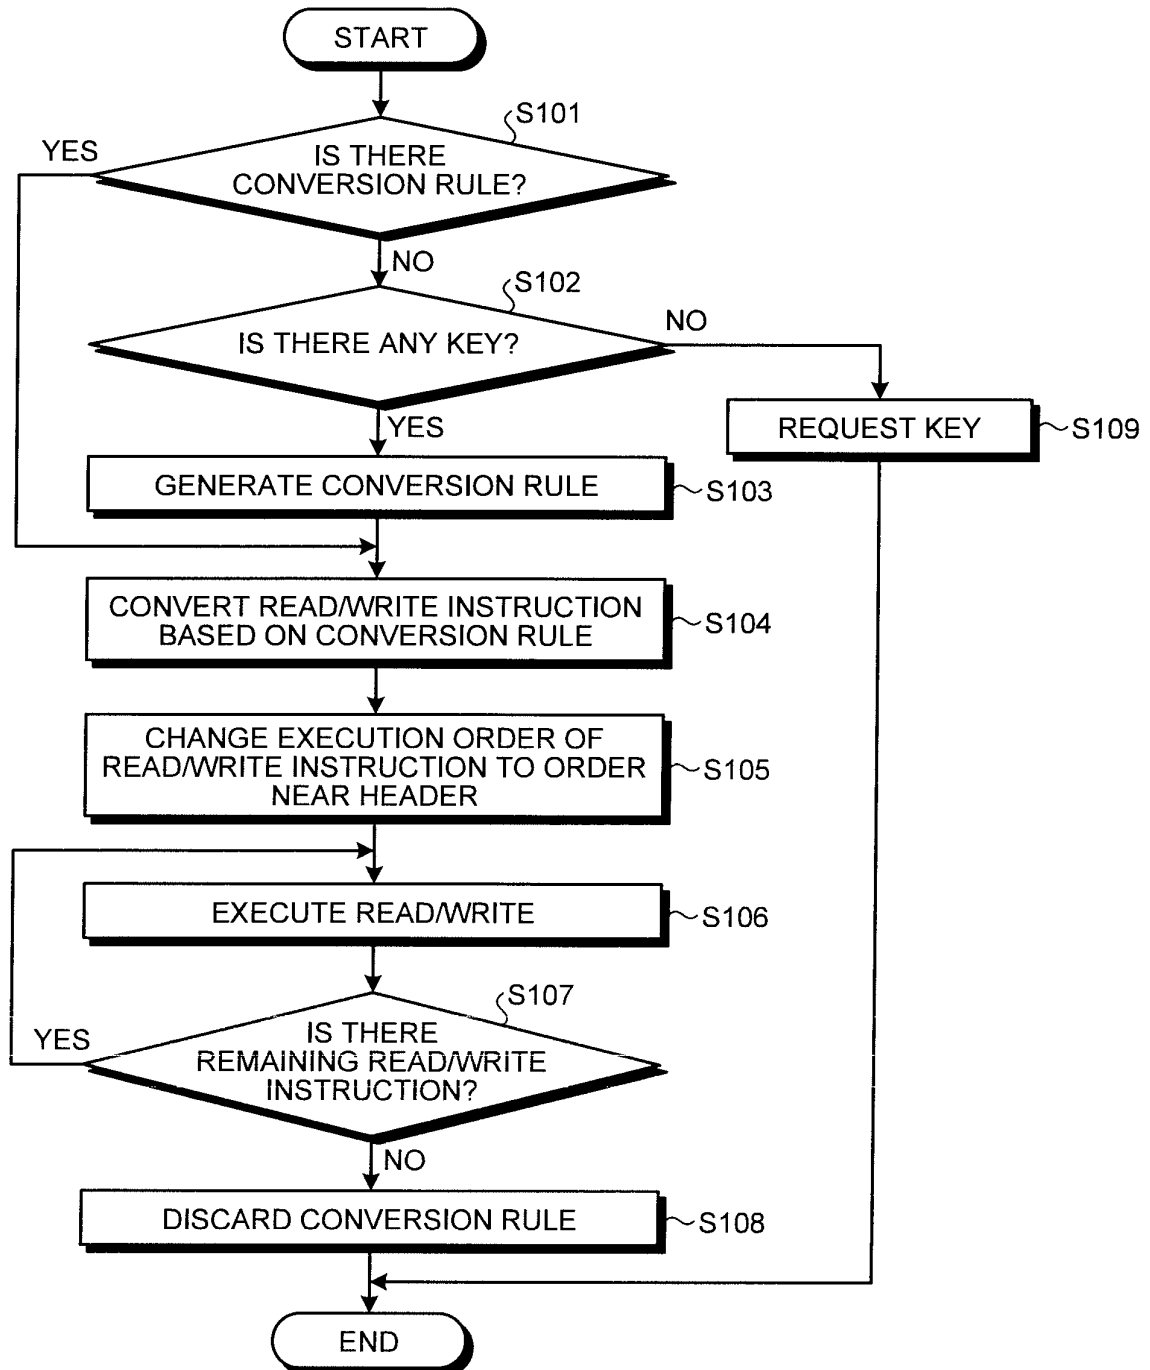 START
S101
YES
IS THERE
CONVERSION RULE?
NO
S102
IS THERE ANY KEY?
NO
YES
REQUEST KEY
S109
GENERATE CONVERSION RULE
S103
CONVERT READ/WRITE INSTRUCTION
BASED ON CONVERSION RULE
S104
CHANGE EXECUTION ORDER OF
READ/WRITE INSTRUCTION TO ORDER
NEAR HEADER
S105
EXECUTE READ/WRITE
S106
S107
YES
IS THERE
REMAINING READ/WRITE
INSTRUCTION?
NO
DISCARD CONVERSION RULE
S108
END